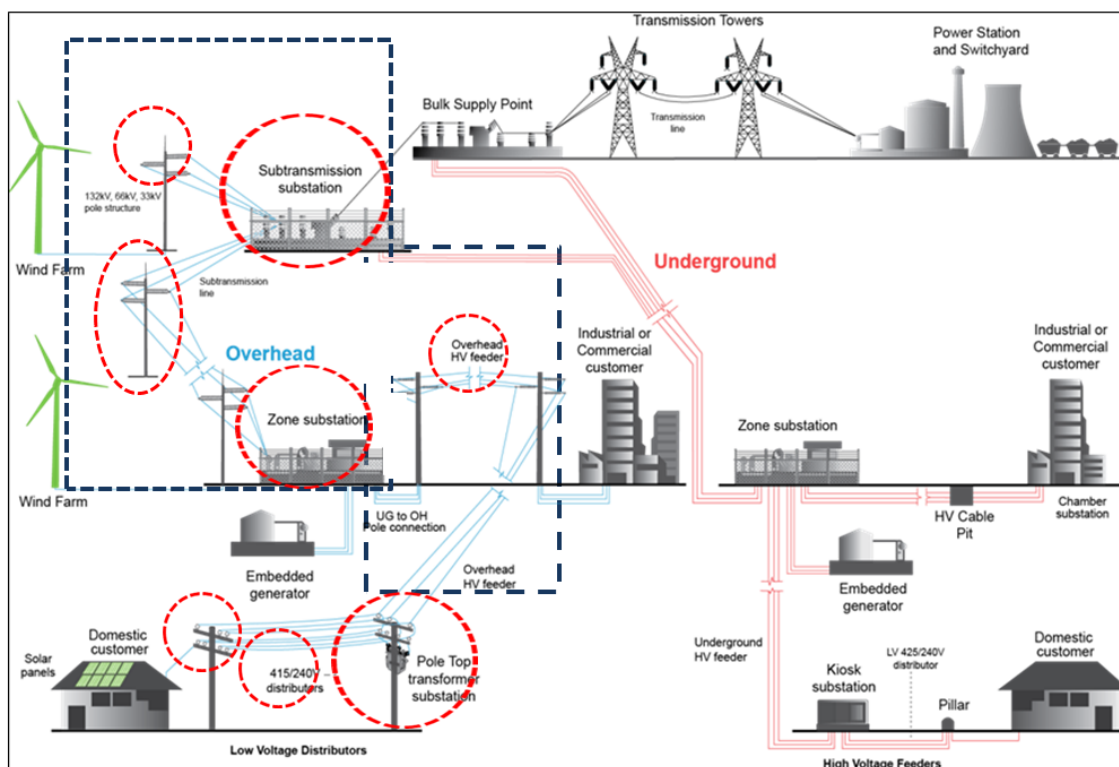 Transmission Towers
Power Station
and Switchyard
Bulk Supply Point
Transmission
line
Subtransmission
substation
132kV, 66kV, 33kV
pole structure
Wind Farm
Underground
Subtransmission
line
Overhead
HV feeder
Industrial or
Commercial
customer
Industrial or
Commercial
customer
Overhead
Zone substation
Zone substation
Wind Farm
UG to OH
Pole connection
HV Cable
Pit
Chamber
substation
Embedded
generator
Overhead
HV feeder
Embedded
generator
Solar
panels
Domestic
customer
415/240V
distributors
Pole Top
transformer
substation
Underground
HV feeder
LV 425/240V
distributor
Domestic
customer
Kiosk
substation
Pillar
Low Voltage Distributors
High Voltage Feeders